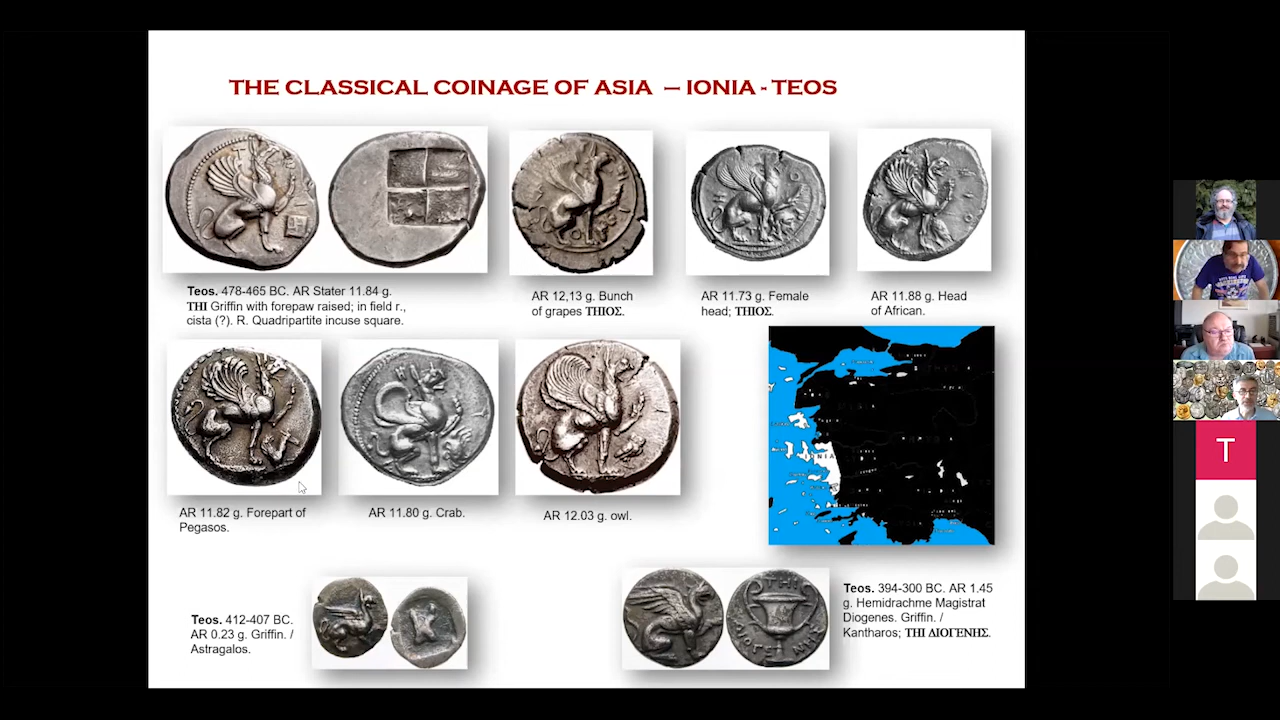 THE CLASSICAL COINAGE OF ASIA – IONIA - TEOS
Teos. 478-465 BC. AR Stater 11.84 g.
ΤΗΙ Griffin with forepaw raised; in field r.,
cista (?). R. Quadripartite incuse square.
AR 12,13 g. Bunch
of grapes ΤΗΙΟΣ.
AR 11.73 g. Female
head; ΤΗΙΟΣ.
AR 11.88 g. Head
of African.
AR 11.82 g. Forepart of
Pegasos.
AR 11.80 g. Crab.
AR 12.03 g. owl.
Teos. 412-407 BC.
AR 0.23 g. Griffin. /
Astragalos.
Teos. 394-300 BC. AR 1.45
g. Hemidrachme Magistrat
Diogenes. Griffin. /
Kantharos; ΤΗΙ ΔΙΟΓΕΝΗΣ.
T